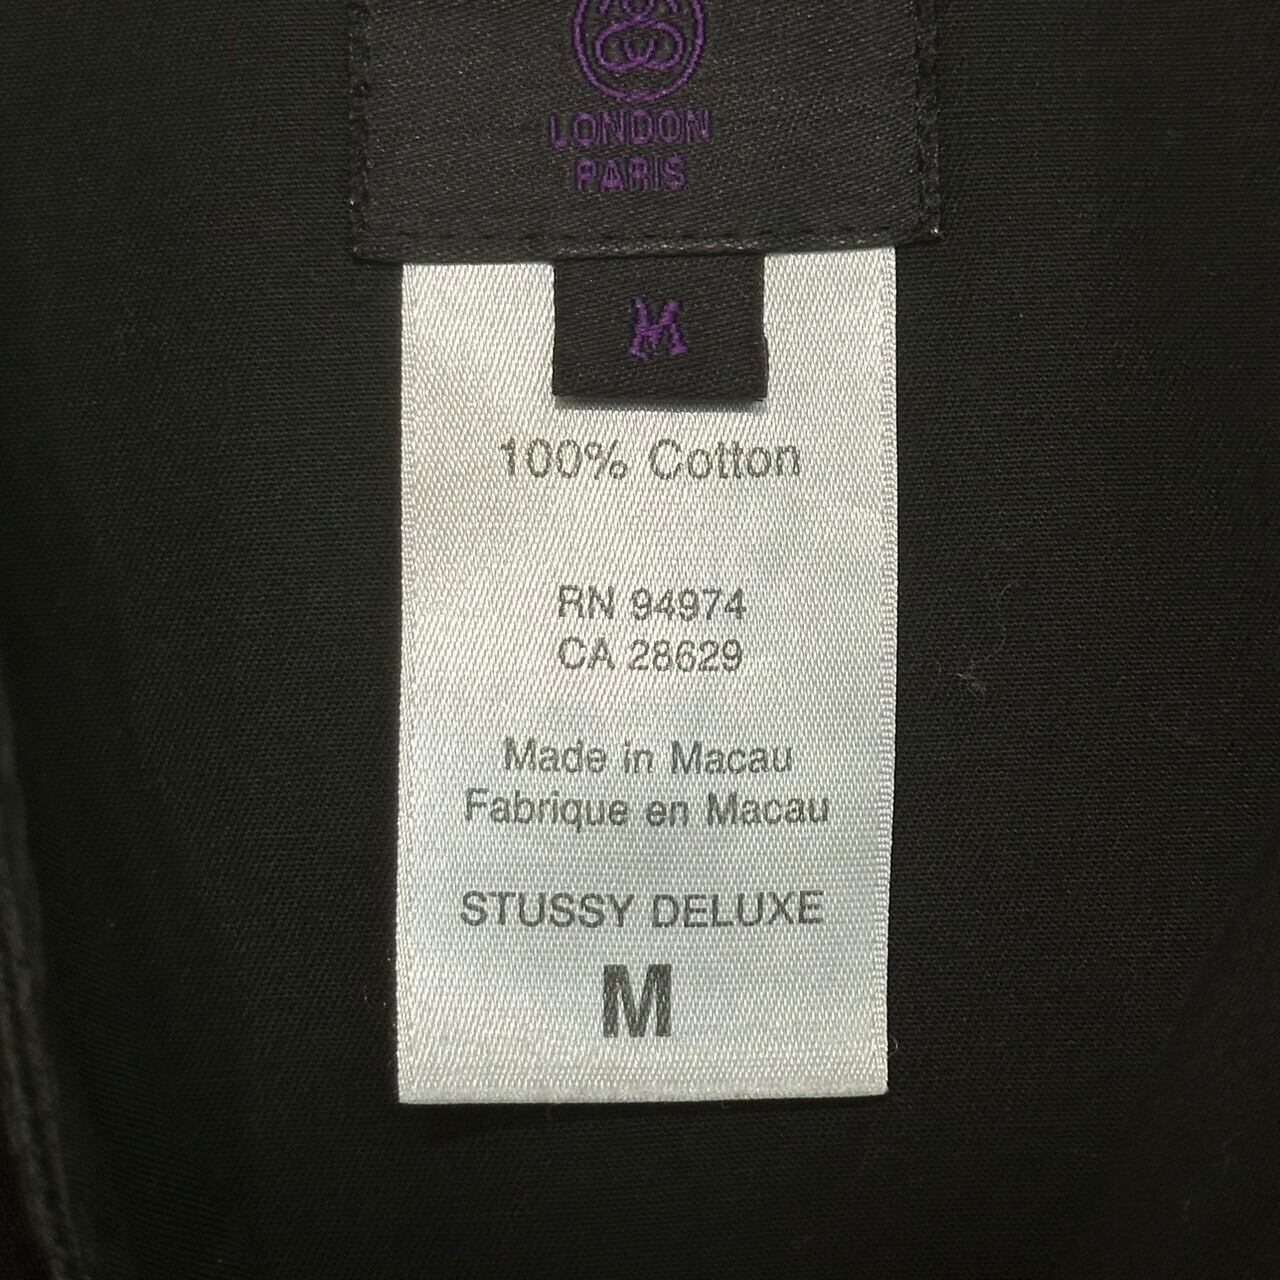 LONDON
PARIS
M
100% Cotton
RN 94974
CA 28629
Made in Macau
Fabrique en Macau
STUSSY DELUXE
M